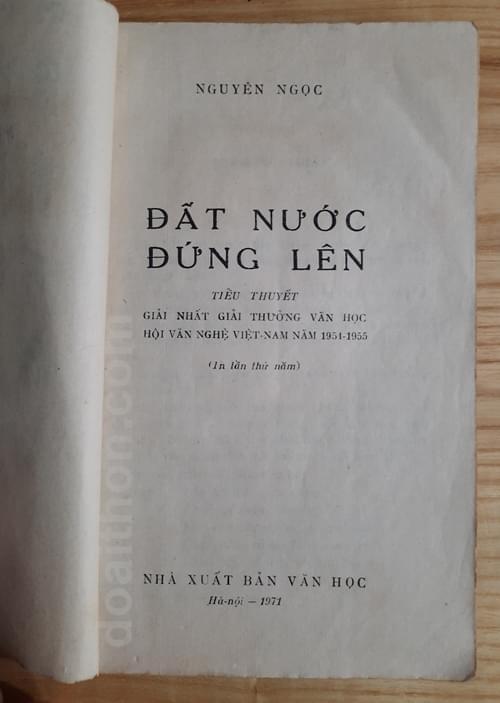 NGUYÊN NGỌC
ĐẤT NƯỚC
ĐỨNG LÊN
TIỂU THUYẾT
GIẢI NHẤT GIẢI THƯỞNG VĂN HỌC
HỘI VĂN NGHỆ VIỆT-NAM NĂM 1954-1955
(In lần thứ năm)
NHÀ XUẤT BẢN VĂN HỌC
Hà-nội — 1971
doaithon.com